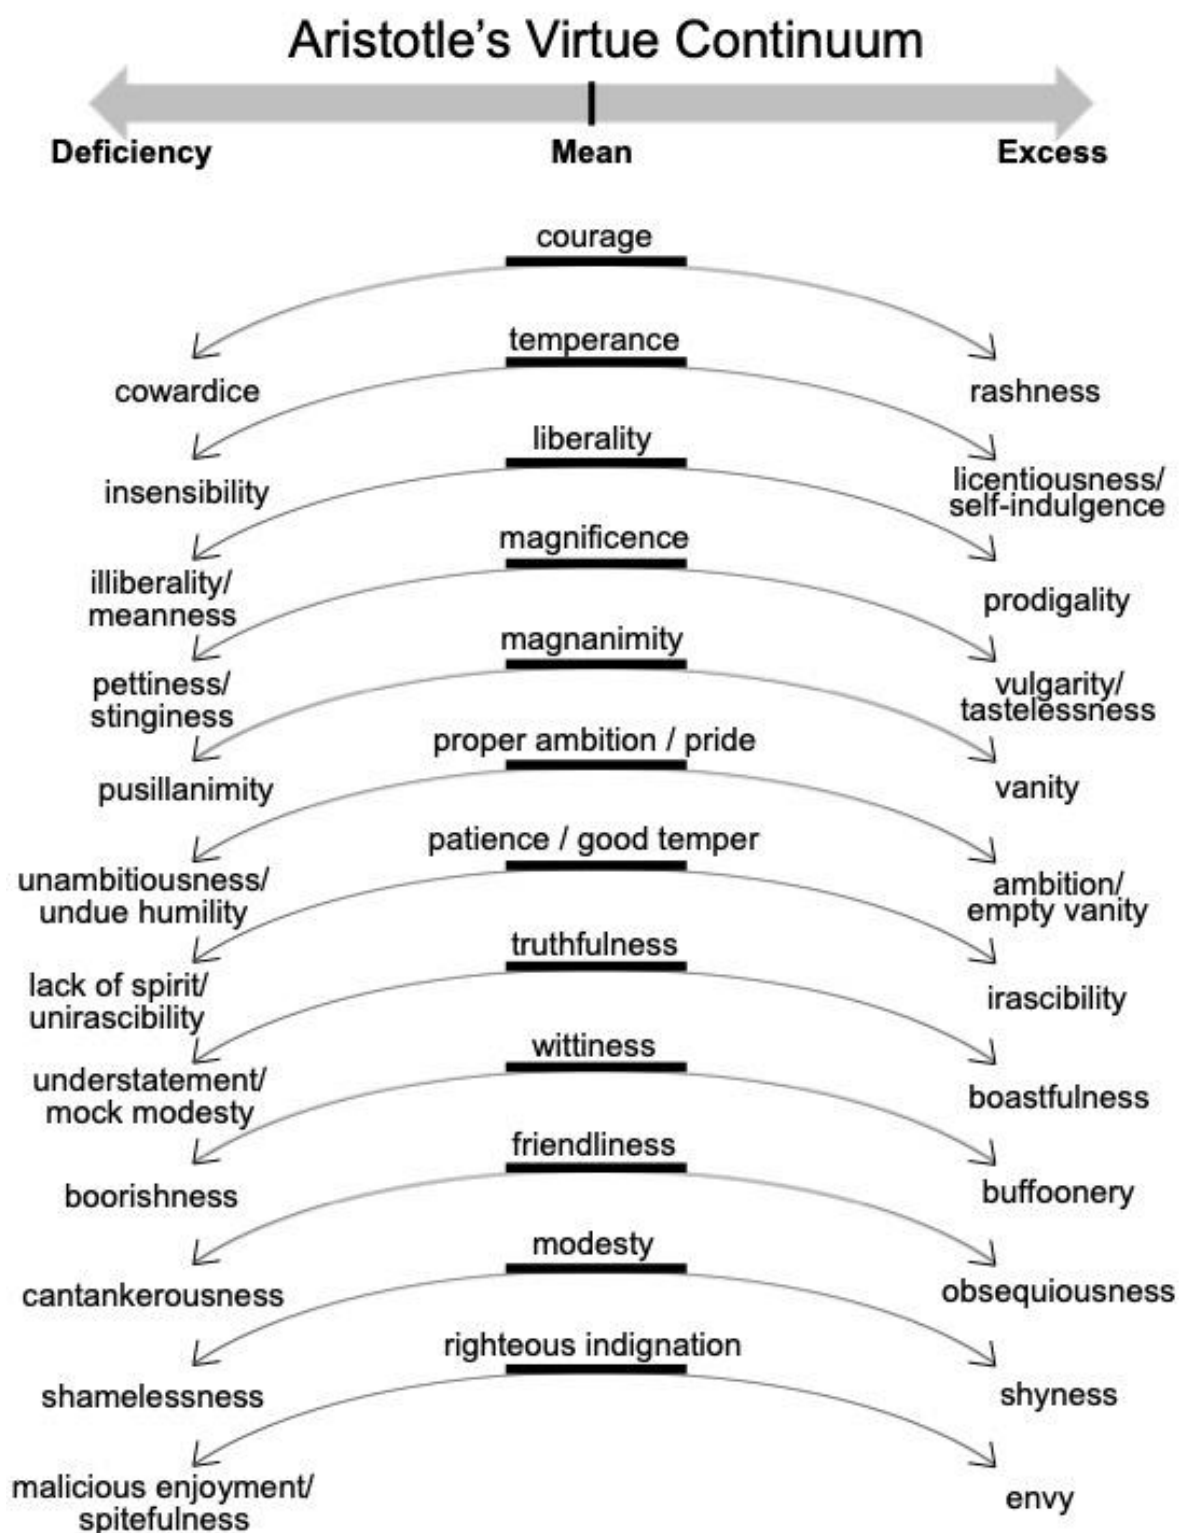 Aristotle’s Virtue Continuum
Deficiency
Mean
Excess
courage
cowardice
rashness
temperance
insensibility
licentiousness/
self-indulgence
liberality
illiberality/
meanness
prodigality
magnificence
pettiness/
stinginess
vulgarity/
tastelessness
magnanimity
pusillanimity
vanity
proper ambition / pride
unambitiousness/
undue humility
ambition/
empty vanity
patience / good temper
lack of spirit/
unirascibility
irascibility
truthfulness
understatement/
mock modesty
boastfulness
wittiness
boorishness
buffoonery
friendliness
cantankerousness
obsequiousness
modesty
shamelessness
shyness
righteous indignation
malicious enjoyment/
spitefulness
envy